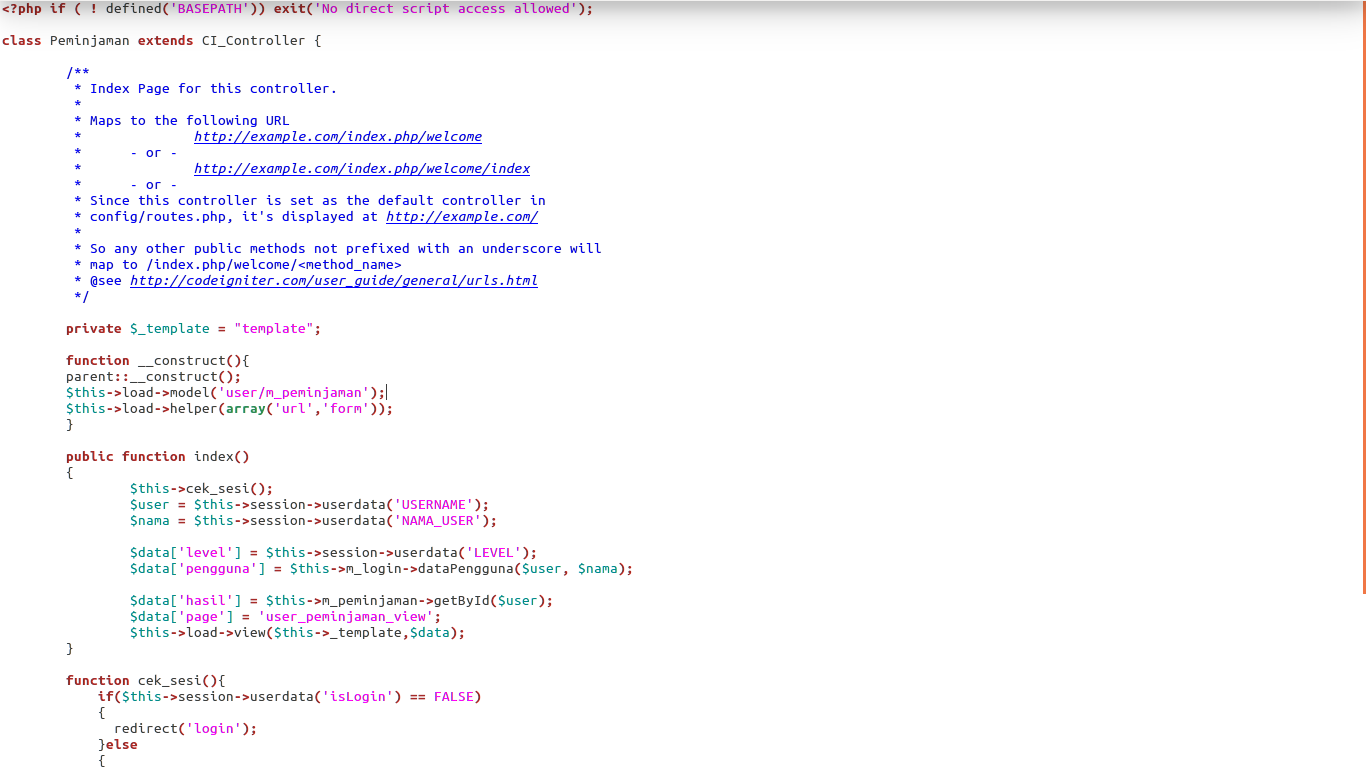 <?php if ( ! defined('BASEPATH')) exit('No direct script access allowed');
class Peminjaman extends CI_Controller {
/**
* Index Page for this controller.
*
* Maps to the following URL
* http://example.com/index.php/welcome
* - or -
* http://example.com/index.php/welcome/index
* - or -
* Since this controller is set as the default controller in
* config/routes.php, it's displayed at http://example.com/
*
* So any other public methods not prefixed with an underscore will
* map to /index.php/welcome/<method_name>
* @see http://codeigniter.com/user_guide/general/urls.html
*/
private $_template = "template";
function __construct(){
parent::__construct();
$this->load->model('user/m_peminjaman');
$this->load->helper(array('url','form'));
}
public function index()
{
$this->cek_sesi();
$user = $this->session->userdata('USERNAME');
$nama = $this->session->userdata('NAMA_USER');
$data['level'] = $this->session->userdata('LEVEL');
$data['pengguna'] = $this->m_login->dataPengguna($user, $nama);
$data['hasil'] = $this->m_peminjaman->getById($user);
$data['page'] = 'user_peminjaman_view';
$this->load->view($this->_template,$data);
}
function cek_sesi(){
if($this->session->userdata('isLogin') == FALSE)
{
redirect('login');
}else
{